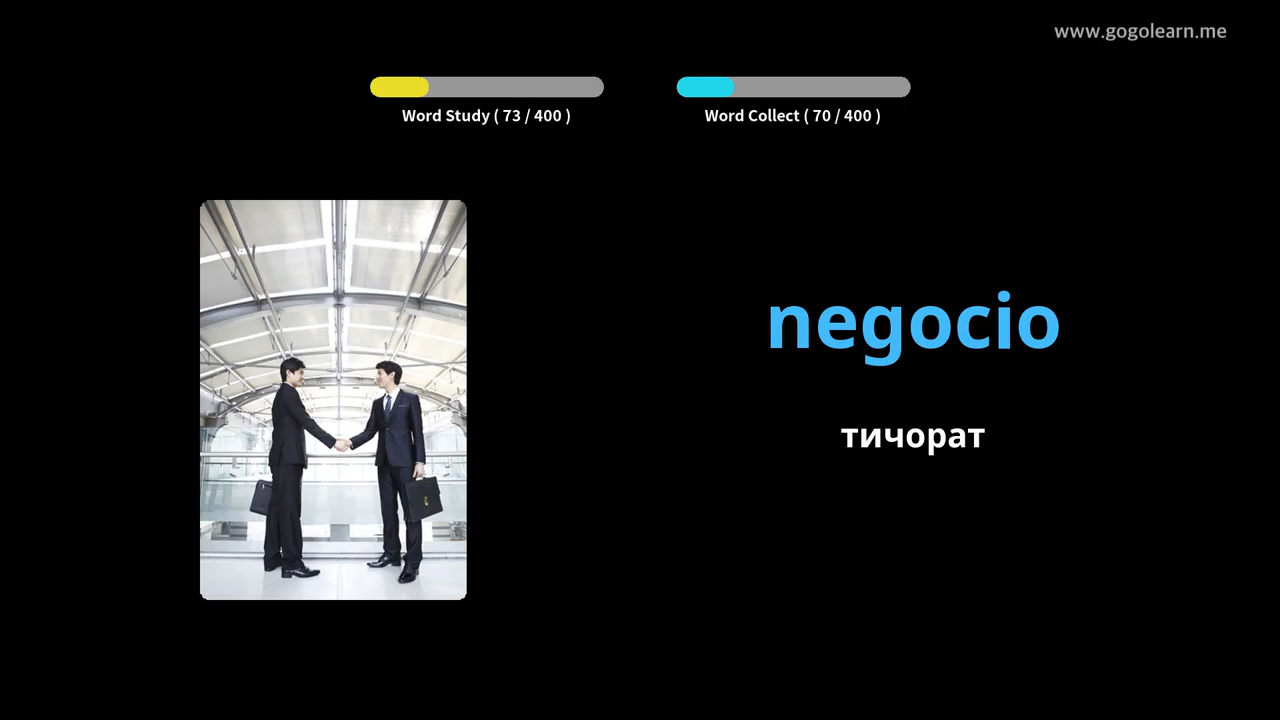 www.gogolearn.me
Word Study ( 73 / 400 )
Word Collect ( 70 / 400 )
negocio
тичорат